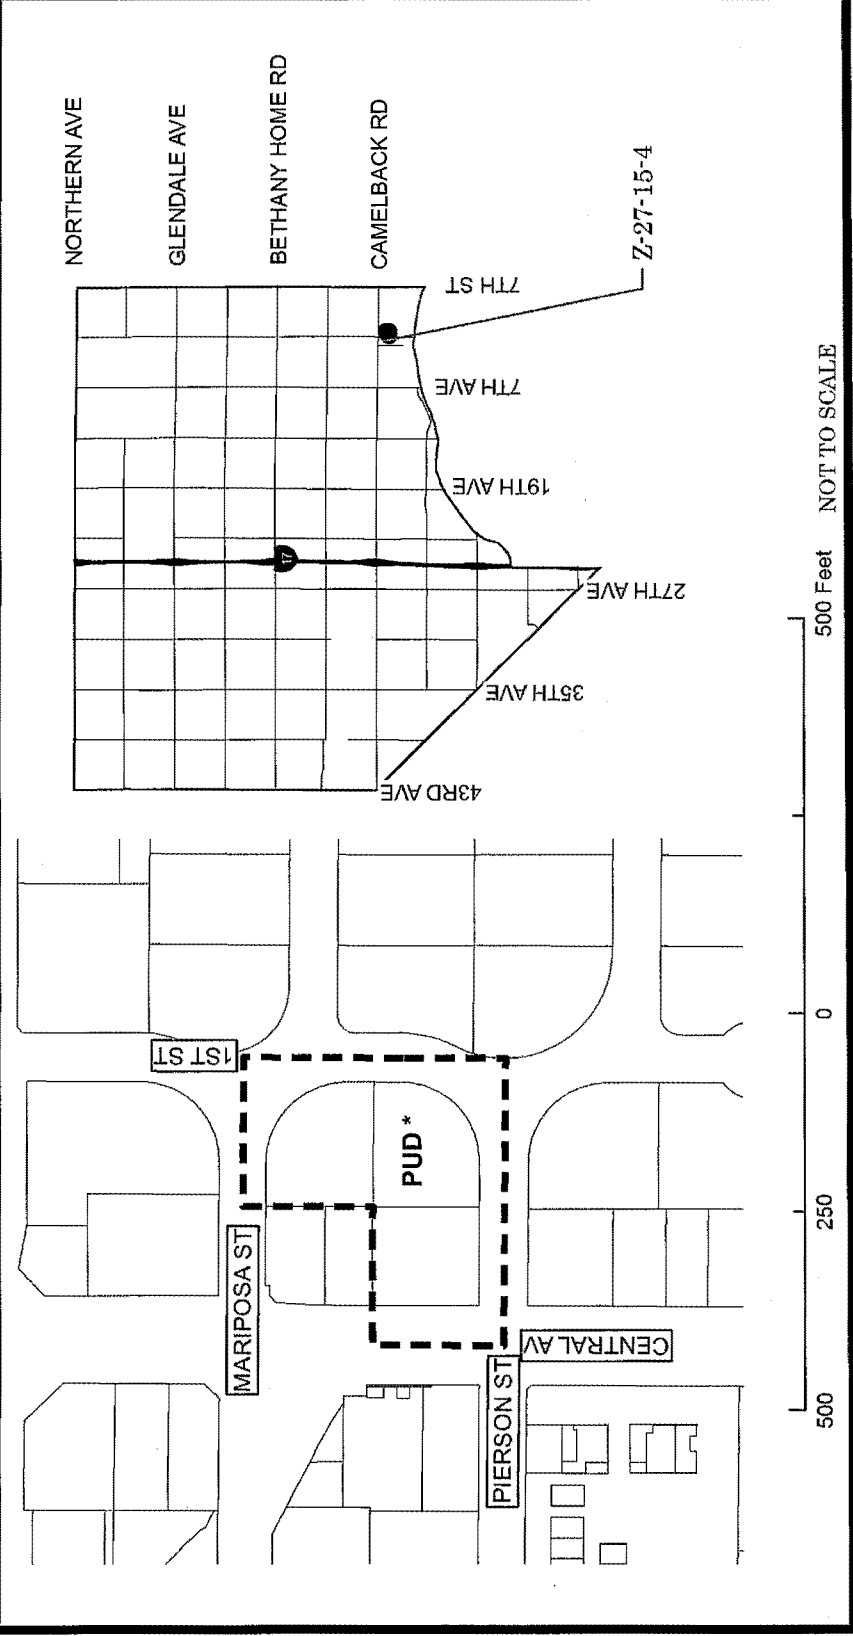 NORTHERN AVE
GLENDALE AVE
BETHANY HOME RD
CAMELBACK RD
7TH ST
7TH AVE
19TH AVE
27TH AVE
35TH AVE
43RD AVE
17
Z-27-15-4
1ST ST
MARIPOSA ST
PUD *
PIERSON ST
CENTRAL AV
500 250 0 500 Feet
NOT TO SCALE